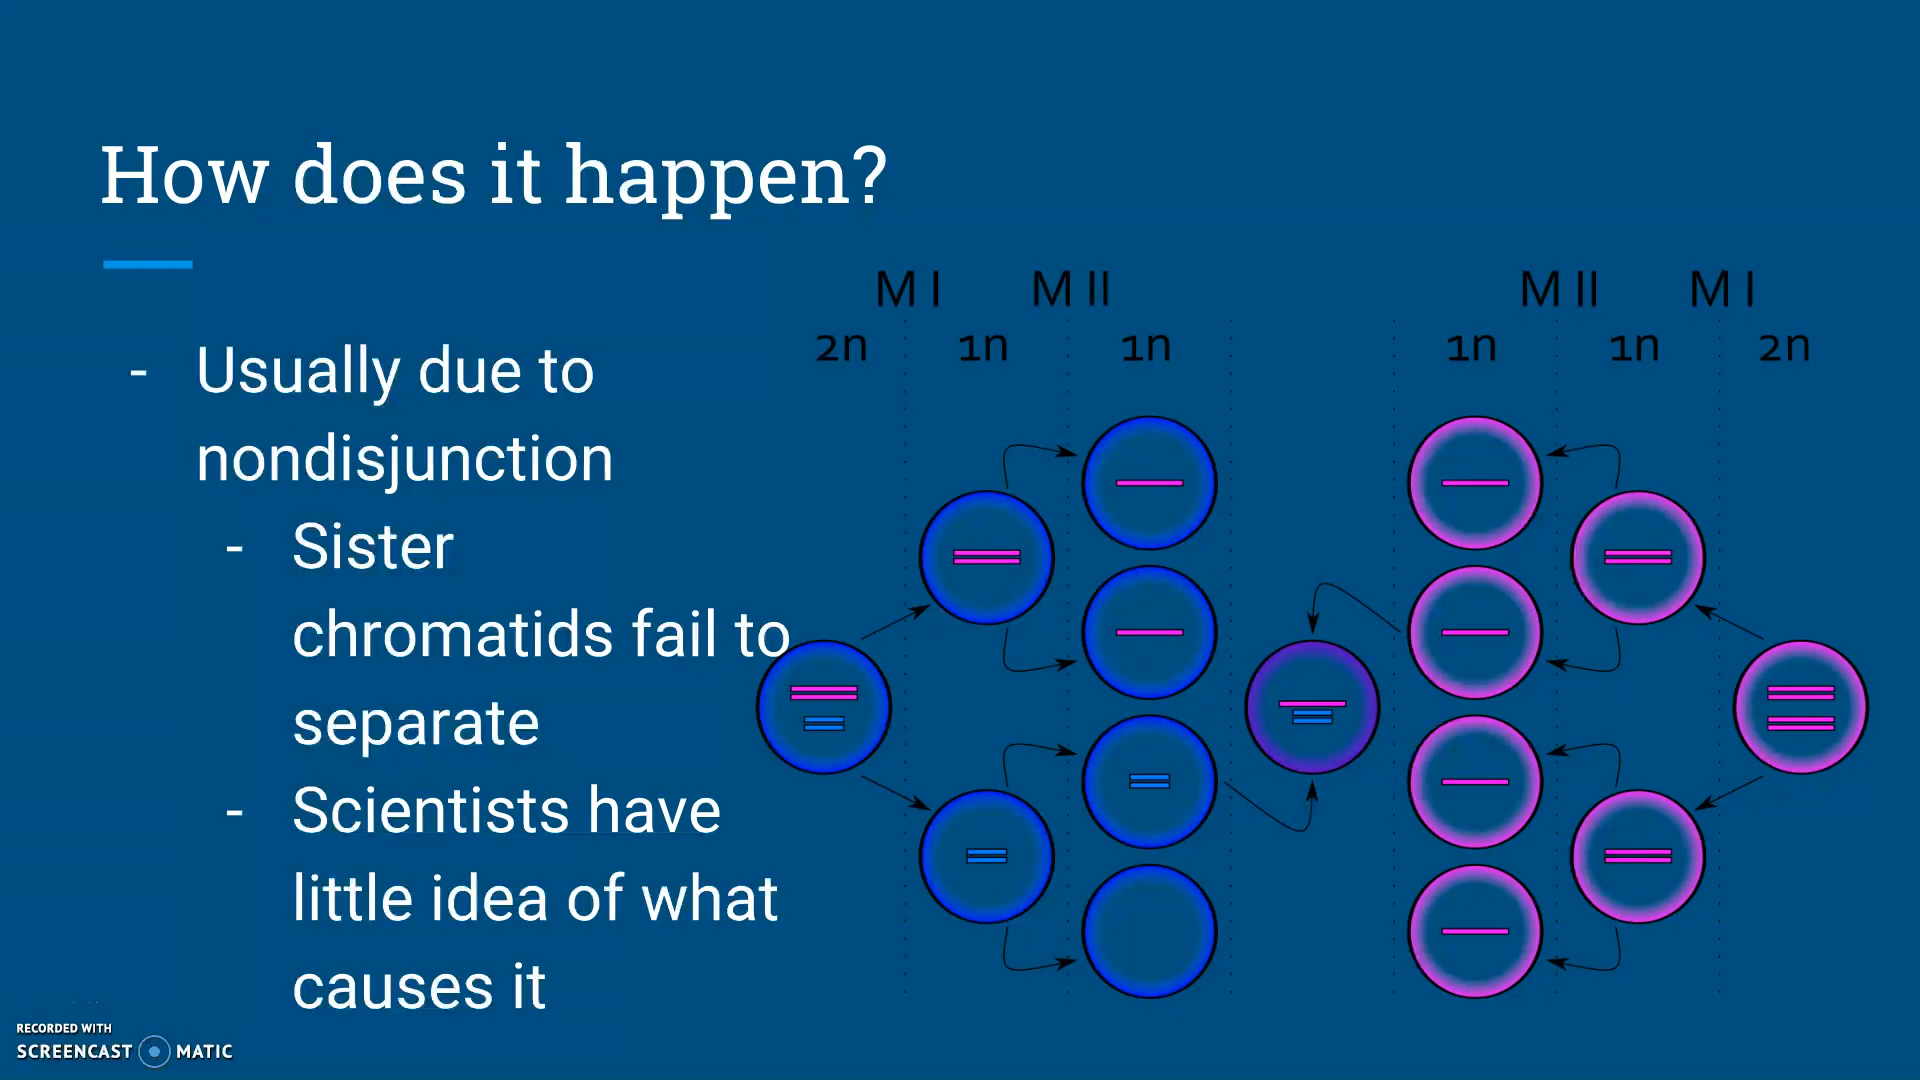 How does it happen?
M I M II M II M I
2n 1n 1n 1n 1n 2n
- Usually due to
nondisjunction
- Sister
chromatids fail to
separate
- Scientists have
little idea of what
causes it
RECORDED WITH
SCREENCAST MATIC